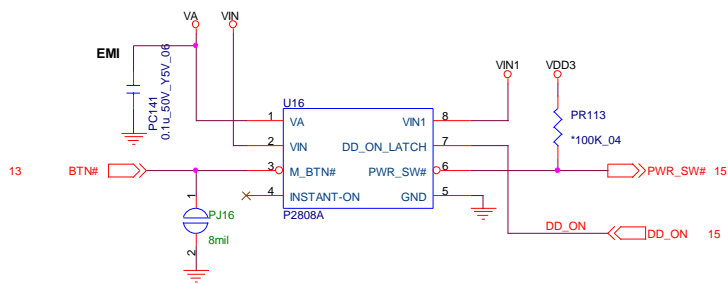 VA
VIN
EMI
PC141
0.1u_50V_Y5V_06
VIN1
VDD3
PR113
*100K_04
U16
1
VA
VIN1
8
2
VIN
DD_ON_LATCH
7
13
BTN#
3
M_BTN#
PWR_SW#
6
PWR_SW#
15
4
INSTANT-ON
GND
5
P2808A
1
PJ16
8mil
2
DD_ON
DD_ON
15